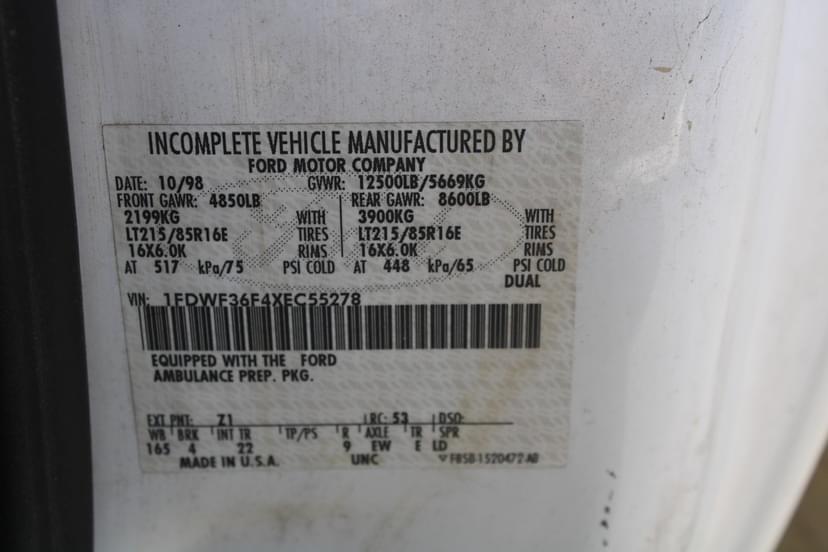 INCOMPLETE VEHICLE MANUFACTURED BY
FORD MOTOR COMPANY
DATE: 10/98 GVWR: 12500LB/5669KG
FRONT GAWR: 4850LB REAR GAWR: 8600LB
2199KG WITH 3900KG WITH
LT215/85R16E TIRES LT215/85R16E TIRES
16X6.0K RIMS 16X6.0K RIMS
AT 517 kPa/75 PSI COLD AT 448 kPa/65 PSI COLD
DUAL
VIN: 1FDWF36F4XEC55278
EQUIPPED WITH THE FORD
AMBULANCE PREP. PKG.
EXT PNT: Z1 RC: 53 DSO:
WB BRK INT TR TP/PS R AXLE TR SPR
165 4 22 9 EW E LD
MADE IN U.S.A. UNC F85B-1520472-AB